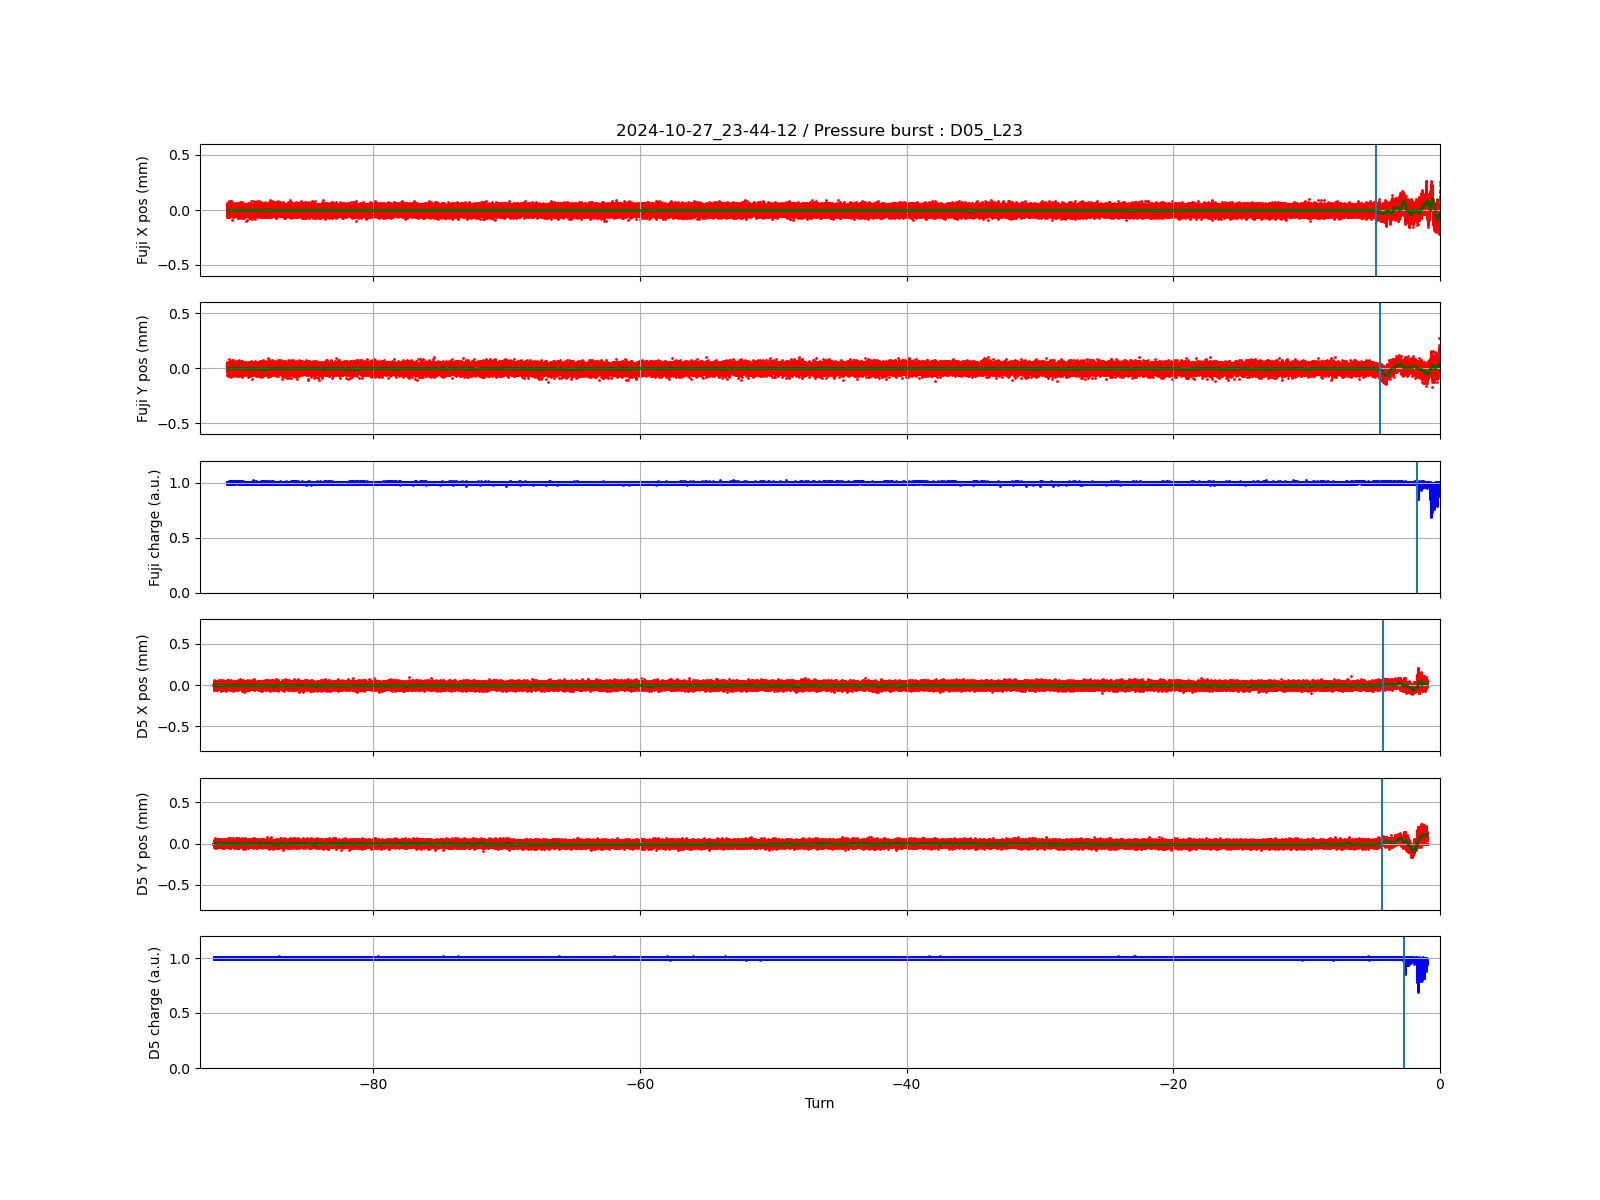 2024-10-27_23-44-12 / Pressure burst : D05_L23
Fuji X pos (mm)
0.5
0.0
−0.5
Fuji Y pos (mm)
0.5
0.0
−0.5
Fuji charge (a.u.)
1.0
0.5
0.0
D5 X pos (mm)
0.5
0.0
−0.5
D5 Y pos (mm)
0.5
0.0
−0.5
D5 charge (a.u.)
1.0
0.5
0.0
−80 −60 −40 −20 0
Turn